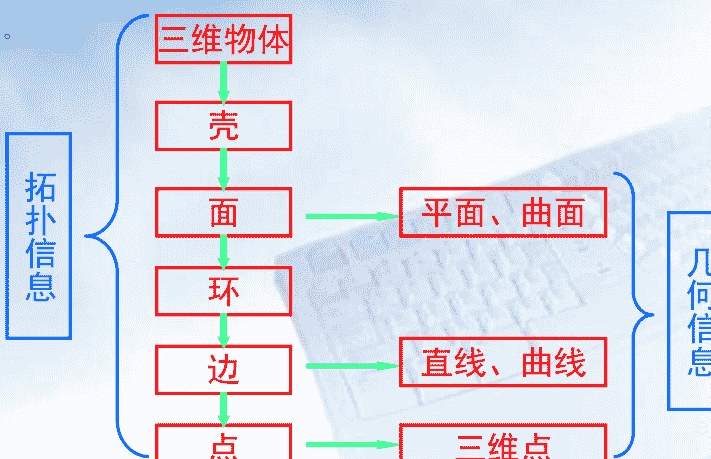 三维物体
壳
面
平面、曲面
环
边
直线、曲线
点
三维点
拓扑信息
几何信息